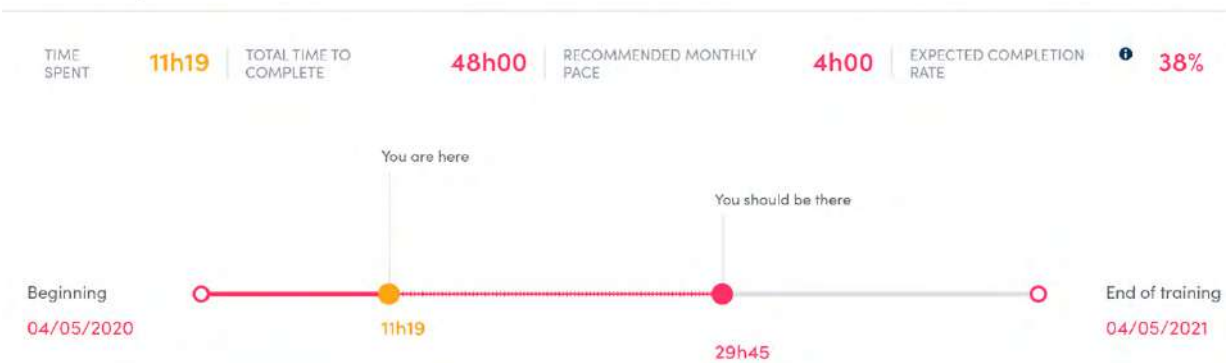 TIME
SPENT
11h19
TOTAL TIME TO
COMPLETE
48h00
RECOMMENDED MONTHLY
PACE
4h00
EXPECTED COMPLETION
RATE
38%
You are here
You should be there
Beginning
End of training
04/05/2020
11h19
04/05/2021
29h45